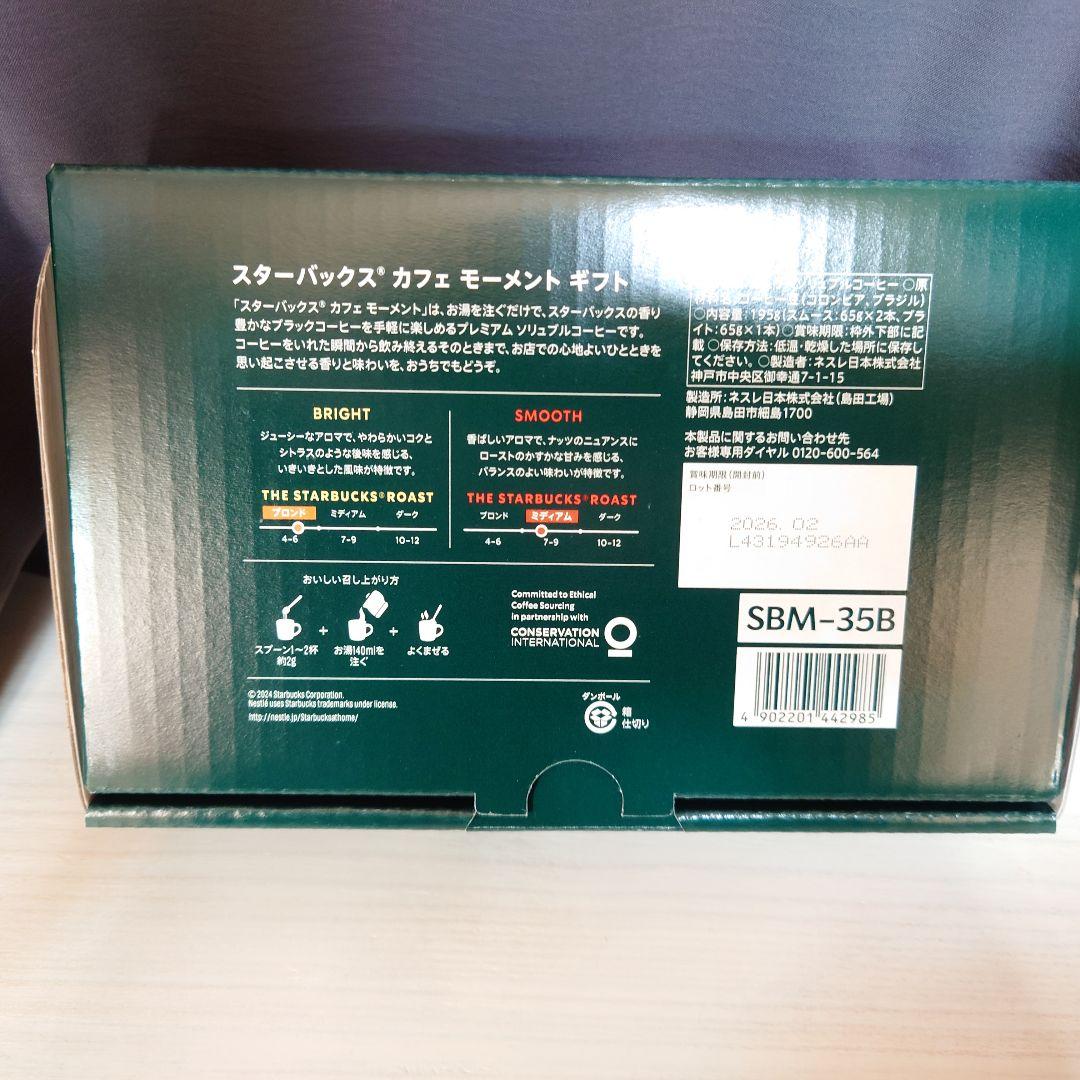 スターバックス® カフェ モーメント ギフト
「スターバックス® カフェ モーメント」は、お湯を注ぐだけで、スターバックスの香り
豊かなブラックコーヒーを手軽に楽しめるプレミアム ソリュブルコーヒーです。
コーヒーをいれた瞬間から飲み終えるそのときまで、お店での心地よいひとときを
思い起こさせる香りと味わいを、おうちでもどうぞ。
BRIGHT
ジューシーなアロマで、やわらかいコクと
シトラスのような後味を感じる、
いきいきとした風味が特徴です。
THE STARBUCKS® ROAST
ブロンド ミディアム ダーク
4-6 7-9 10-12
SMOOTH
香ばしいアロマで、ナッツのニュアンスに
ローストのかすかな甘みを感じる、
バランスのよい味わいが特徴です。
THE STARBUCKS® ROAST
ブロンド ミディアム ダーク
4-6 7-9 10-12
おいしい召し上がり方
+ +
スプーン1〜2杯 約2g
お湯140mlを 注ぐ
よくまぜる
Committed to Ethical
Coffee Sourcing
in partnership with
CONSERVATION
INTERNATIONAL
© 2024 Starbucks Corporation.
Nestlé uses Starbucks trademarks under license.
http://nestle.jp/Starbucksathome/
ダンボール
箱
仕切り
リュブルコーヒー ○原
コーヒー豆(コロンビア、ブラジル)
○内容量:195g(スムース:65g×2本、ブラ
イト:65g×1本) ○賞味期限:枠外下部に記
載 ○保存方法:低温・乾燥した場所に保存し
てください。 ○製造者:ネスレ日本株式会社
神戸市中央区御幸通7-1-15
製造所:ネスレ日本株式会社(島田工場)
静岡県島田市細島1700
本製品に関するお問い合わせ先
お客様専用ダイヤル 0120-600-564
賞味期限(開封前)
ロット番号
2026. 02
L43194926AA
SBM-35B
4 902201 442985